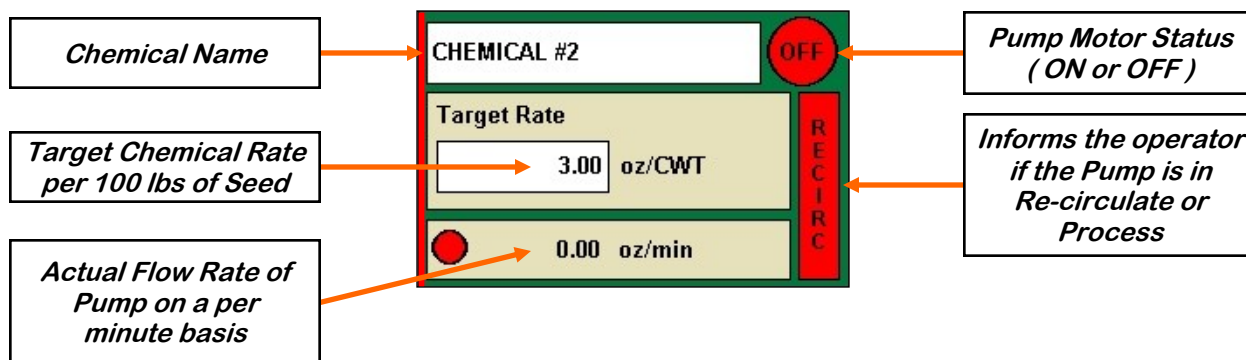 Chemical Name
Target Chemical Rate
per 100 lbs of Seed
Actual Flow Rate of
Pump on a per
minute basis
CHEMICAL #2
OFF
Target Rate
3.00 oz/CWT
0.00 oz/min
RECIRC
Pump Motor Status
( ON or OFF )
Informs the operator
if the Pump is in
Re-circulate or
Process